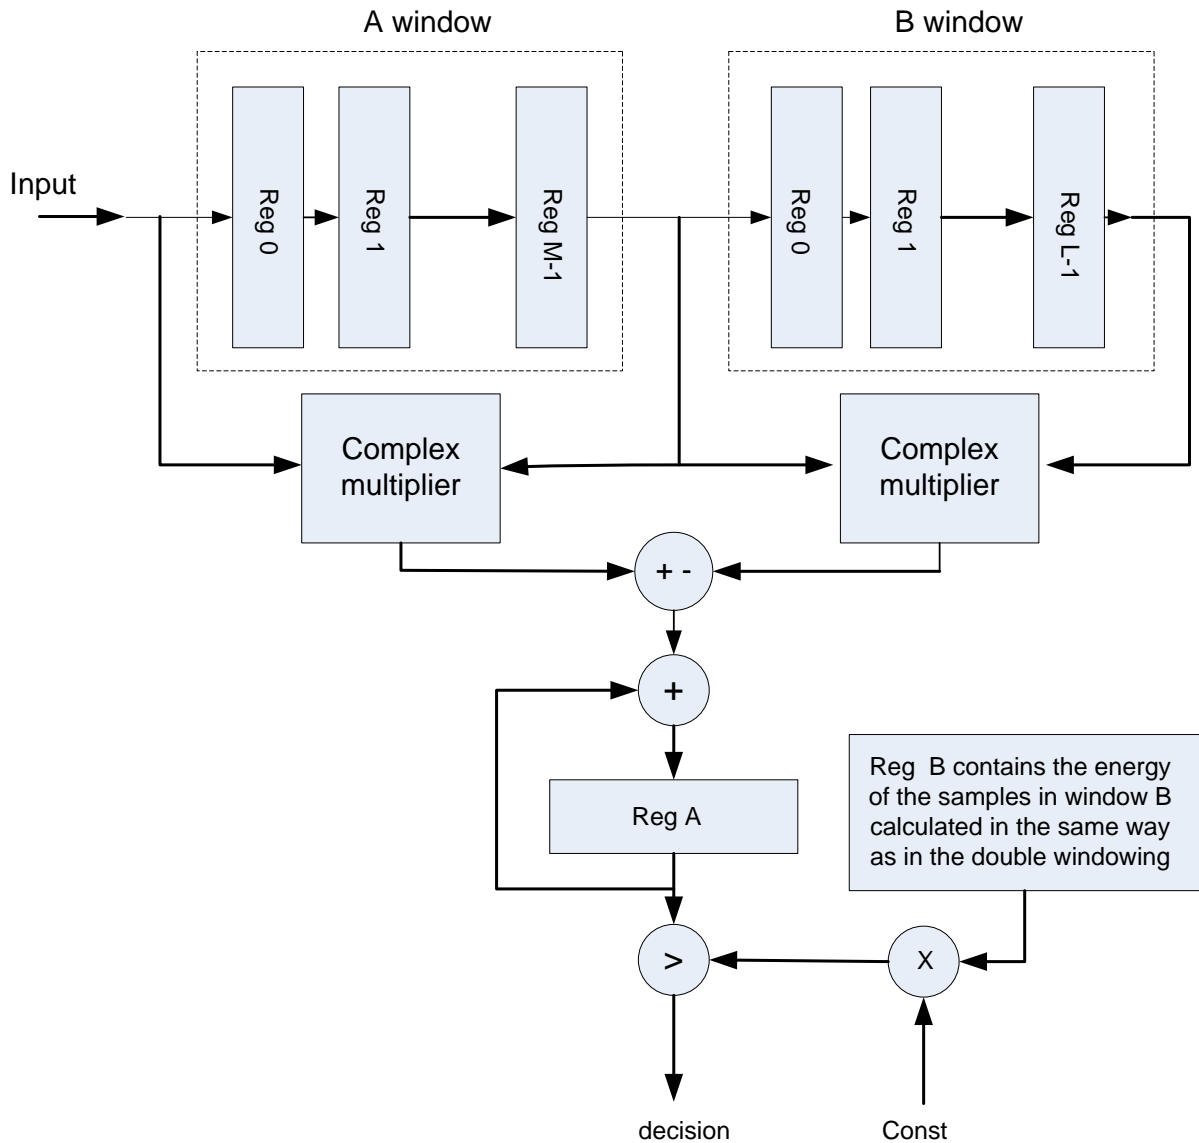 A window
B window
Input
Reg 0
Reg 1
Reg M-1
Reg 0
Reg 1
Reg L-1
Complex
multiplier
Complex
multiplier
+ -
+
Reg A
Reg B contains the energy
of the samples in window B
calculated in the same way
as in the double windowing
>
X
decision
Const